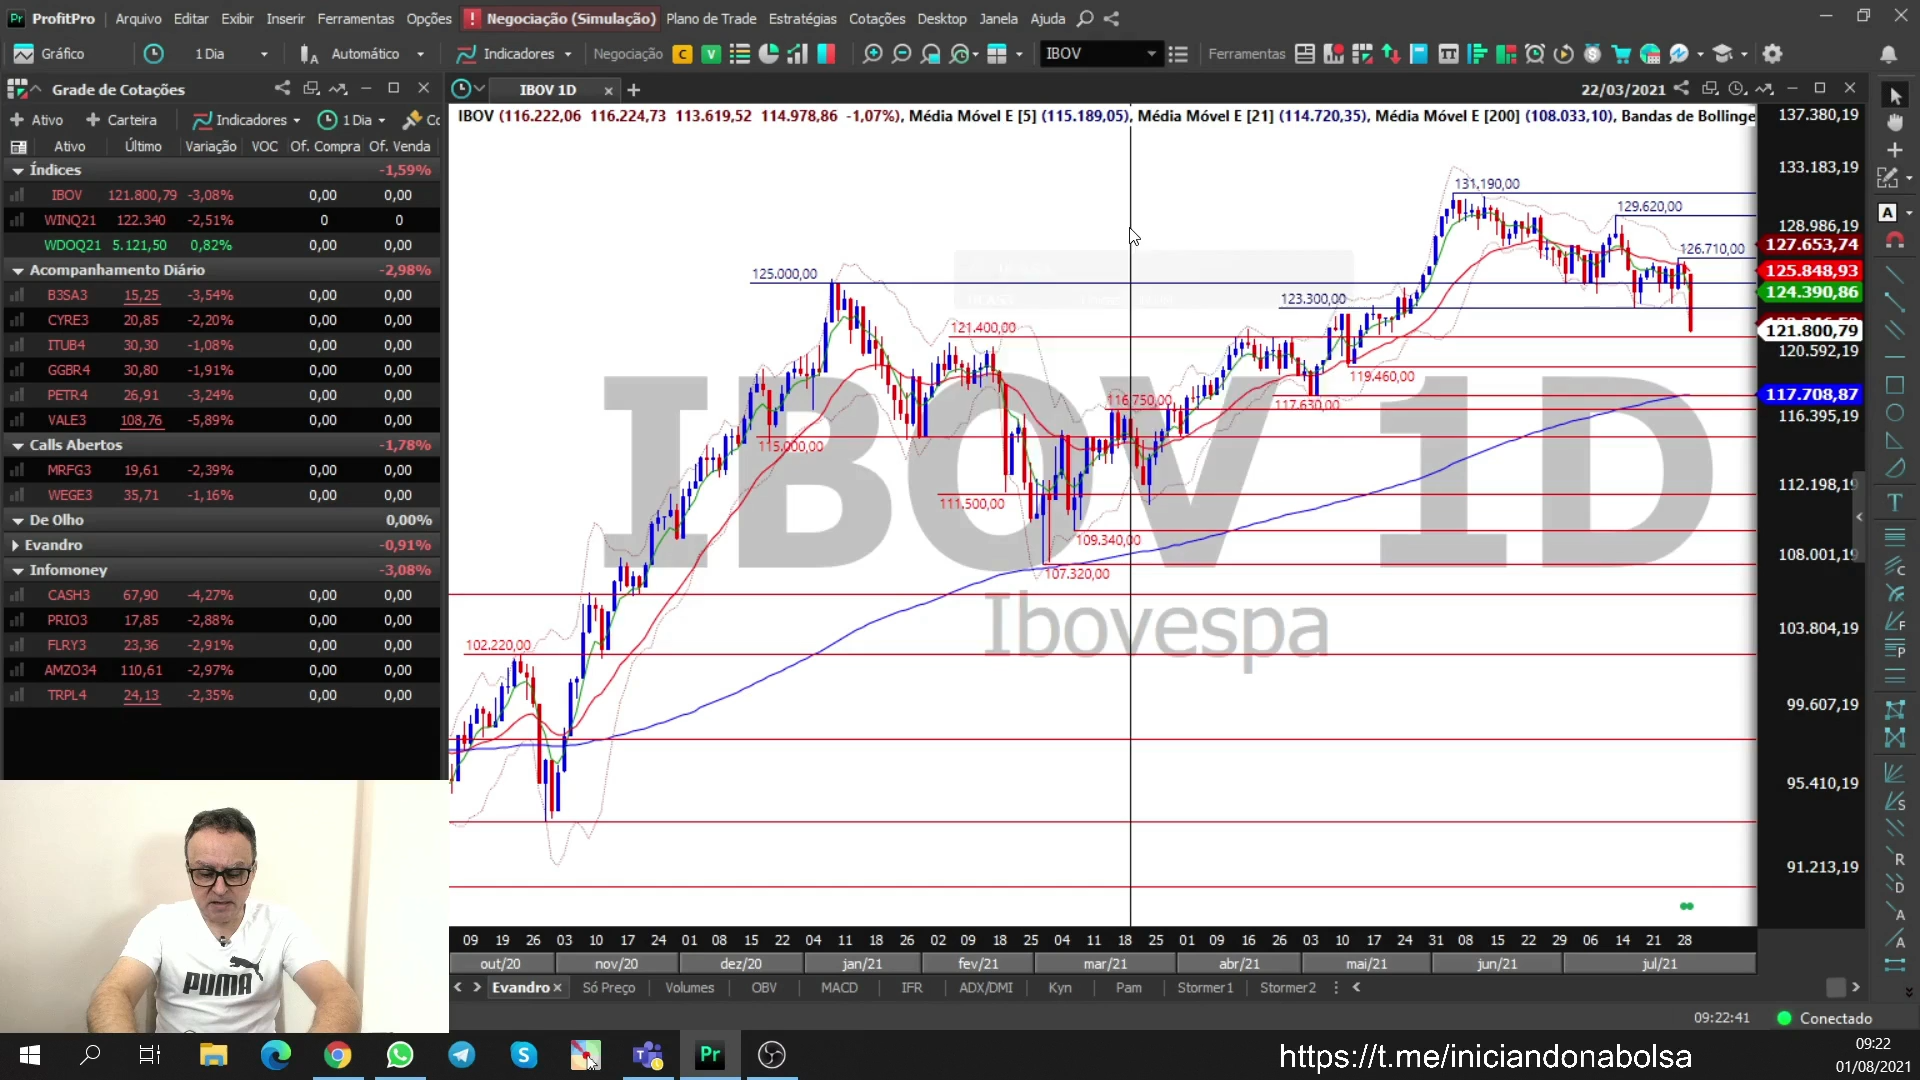 ProfitPro Arquivo Editar Exibir Inserir Ferramentas Opções Negociação (Simulação) Plano de Trade Estratégias Cotações Desktop Janela Ajuda
Gráfico 1 Dia Automático Indicadores Negociação C V IBOV Ferramentas
Grade de Cotações
IBOV 1D
22/03/2021
Ativo Carteira Indicadores 1 Dia Co
IBOV (116.222,06 116.224,73 113.619,52 114.978,86 -1,07%), Média Móvel E [5] (115.189,05), Média Móvel E [21] (114.720,35), Média Móvel E [200] (108.033,10), Bandas de Bollinge
Ativo Último Variação VOC Of. Compra Of. Venda
Índices -1,59%
IBOV 121.800,79 -3,08% 0,00 0,00
WINQ21 122.340 -2,51% 0 0
WDOQ21 5.121,50 0,82% 0,00 0,00
Acompanhamento Diário -2,98%
B3SA3 15,25 -3,54% 0,00 0,00
CYRE3 20,85 -2,20% 0,00 0,00
ITUB4 30,30 -1,08% 0,00 0,00
GGBR4 30,80 -1,91% 0,00 0,00
PETR4 26,91 -3,24% 0,00 0,00
VALE3 108,76 -5,89% 0,00 0,00
Calls Abertos -1,78%
MRFG3 19,61 -2,39% 0,00 0,00
WEGE3 35,71 -1,16% 0,00 0,00
De Olho 0,00%
Evandro -0,91%
Infomoney -3,08%
CASH3 67,90 -4,27% 0,00 0,00
PRIO3 17,85 -2,88% 0,00 0,00
FLRY3 23,36 -2,91% 0,00 0,00
AMZO34 110,61 -2,97% 0,00 0,00
TRPL4 24,13 -2,35% 0,00 0,00
IBOV 1D
Ibovespa
131.190,00
129.620,00
126.710,00
125.000,00
123.300,00
121.400,00
119.460,00
116.750,00
117.630,00
115.000,00
111.500,00
109.340,00
107.320,00
102.220,00
137.380,19
133.183,19
128.986,19
127.653,74
125.848,93
124.390,86
121.800,79
120.592,19
117.708,87
116.395,19
112.198,19
108.001,19
103.804,19
99.607,19
95.410,19
91.213,19
09 19 26 03 10 17 24 01 08 15 22 04 11 18 26 02 09 18 25 04 11 18 25 01 09 16 26 03 10 17 24 31 08 15 22 29 06 14 21 28
out/20 nov/20 dez/20 jan/21 fev/21 mar/21 abr/21 mai/21 jun/21 jul/21
Evandro Só Preço Volumes OBV MACD IFR ADX/DMI Kyn Pam Stormer1 Stormer2
09:22:41 Conectado
PUMA
https://t.me/iniciandonabolsa
09:22
01/08/2021